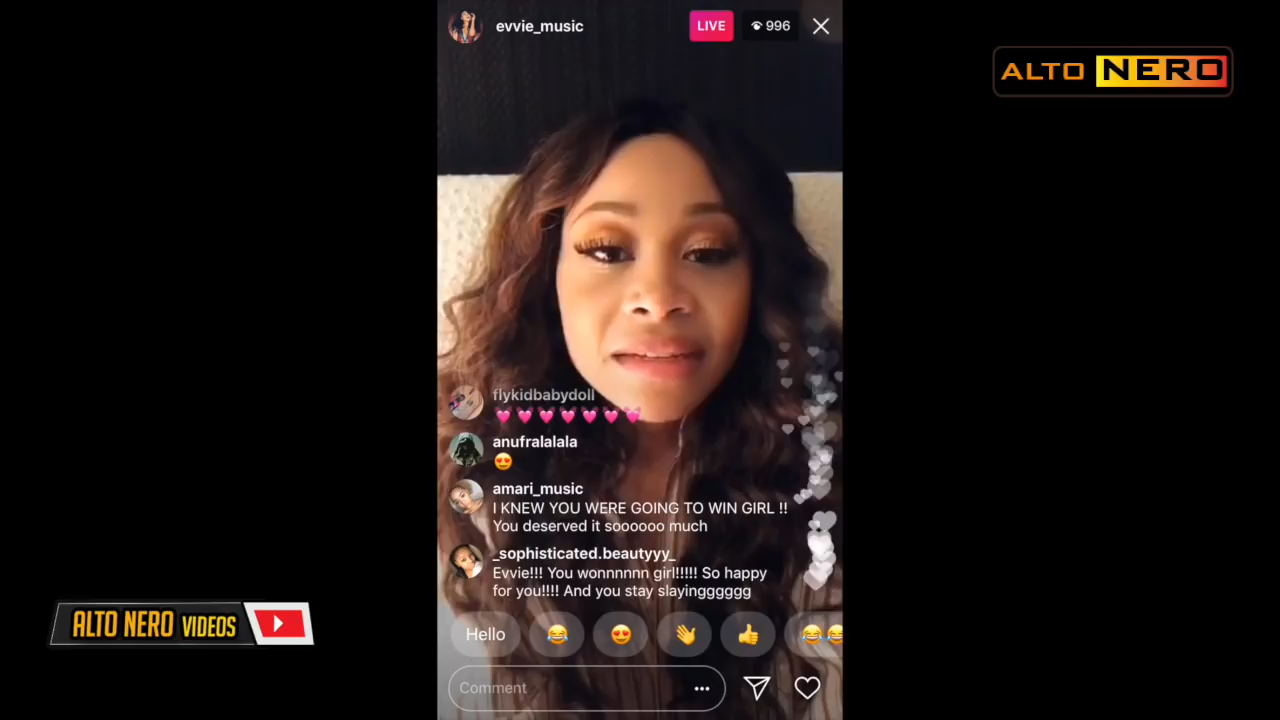 evvie_music
LIVE
996
ALTO NERO
flykidbabydoll
💓💓💓💓💓💓💓
anufralalala
😍
amari_music
I KNEW YOU WERE GOING TO WIN GIRL !!
You deserved it soooooo much
_sophisticated.beautyyy_
Evvie!!! You wonnnnnn girl!!!!! So happy
for you!!!! And you stay slayingggggg
ALTO NERO VIDEOS
Hello 😂 😍 👋 👍 😂😂
Comment